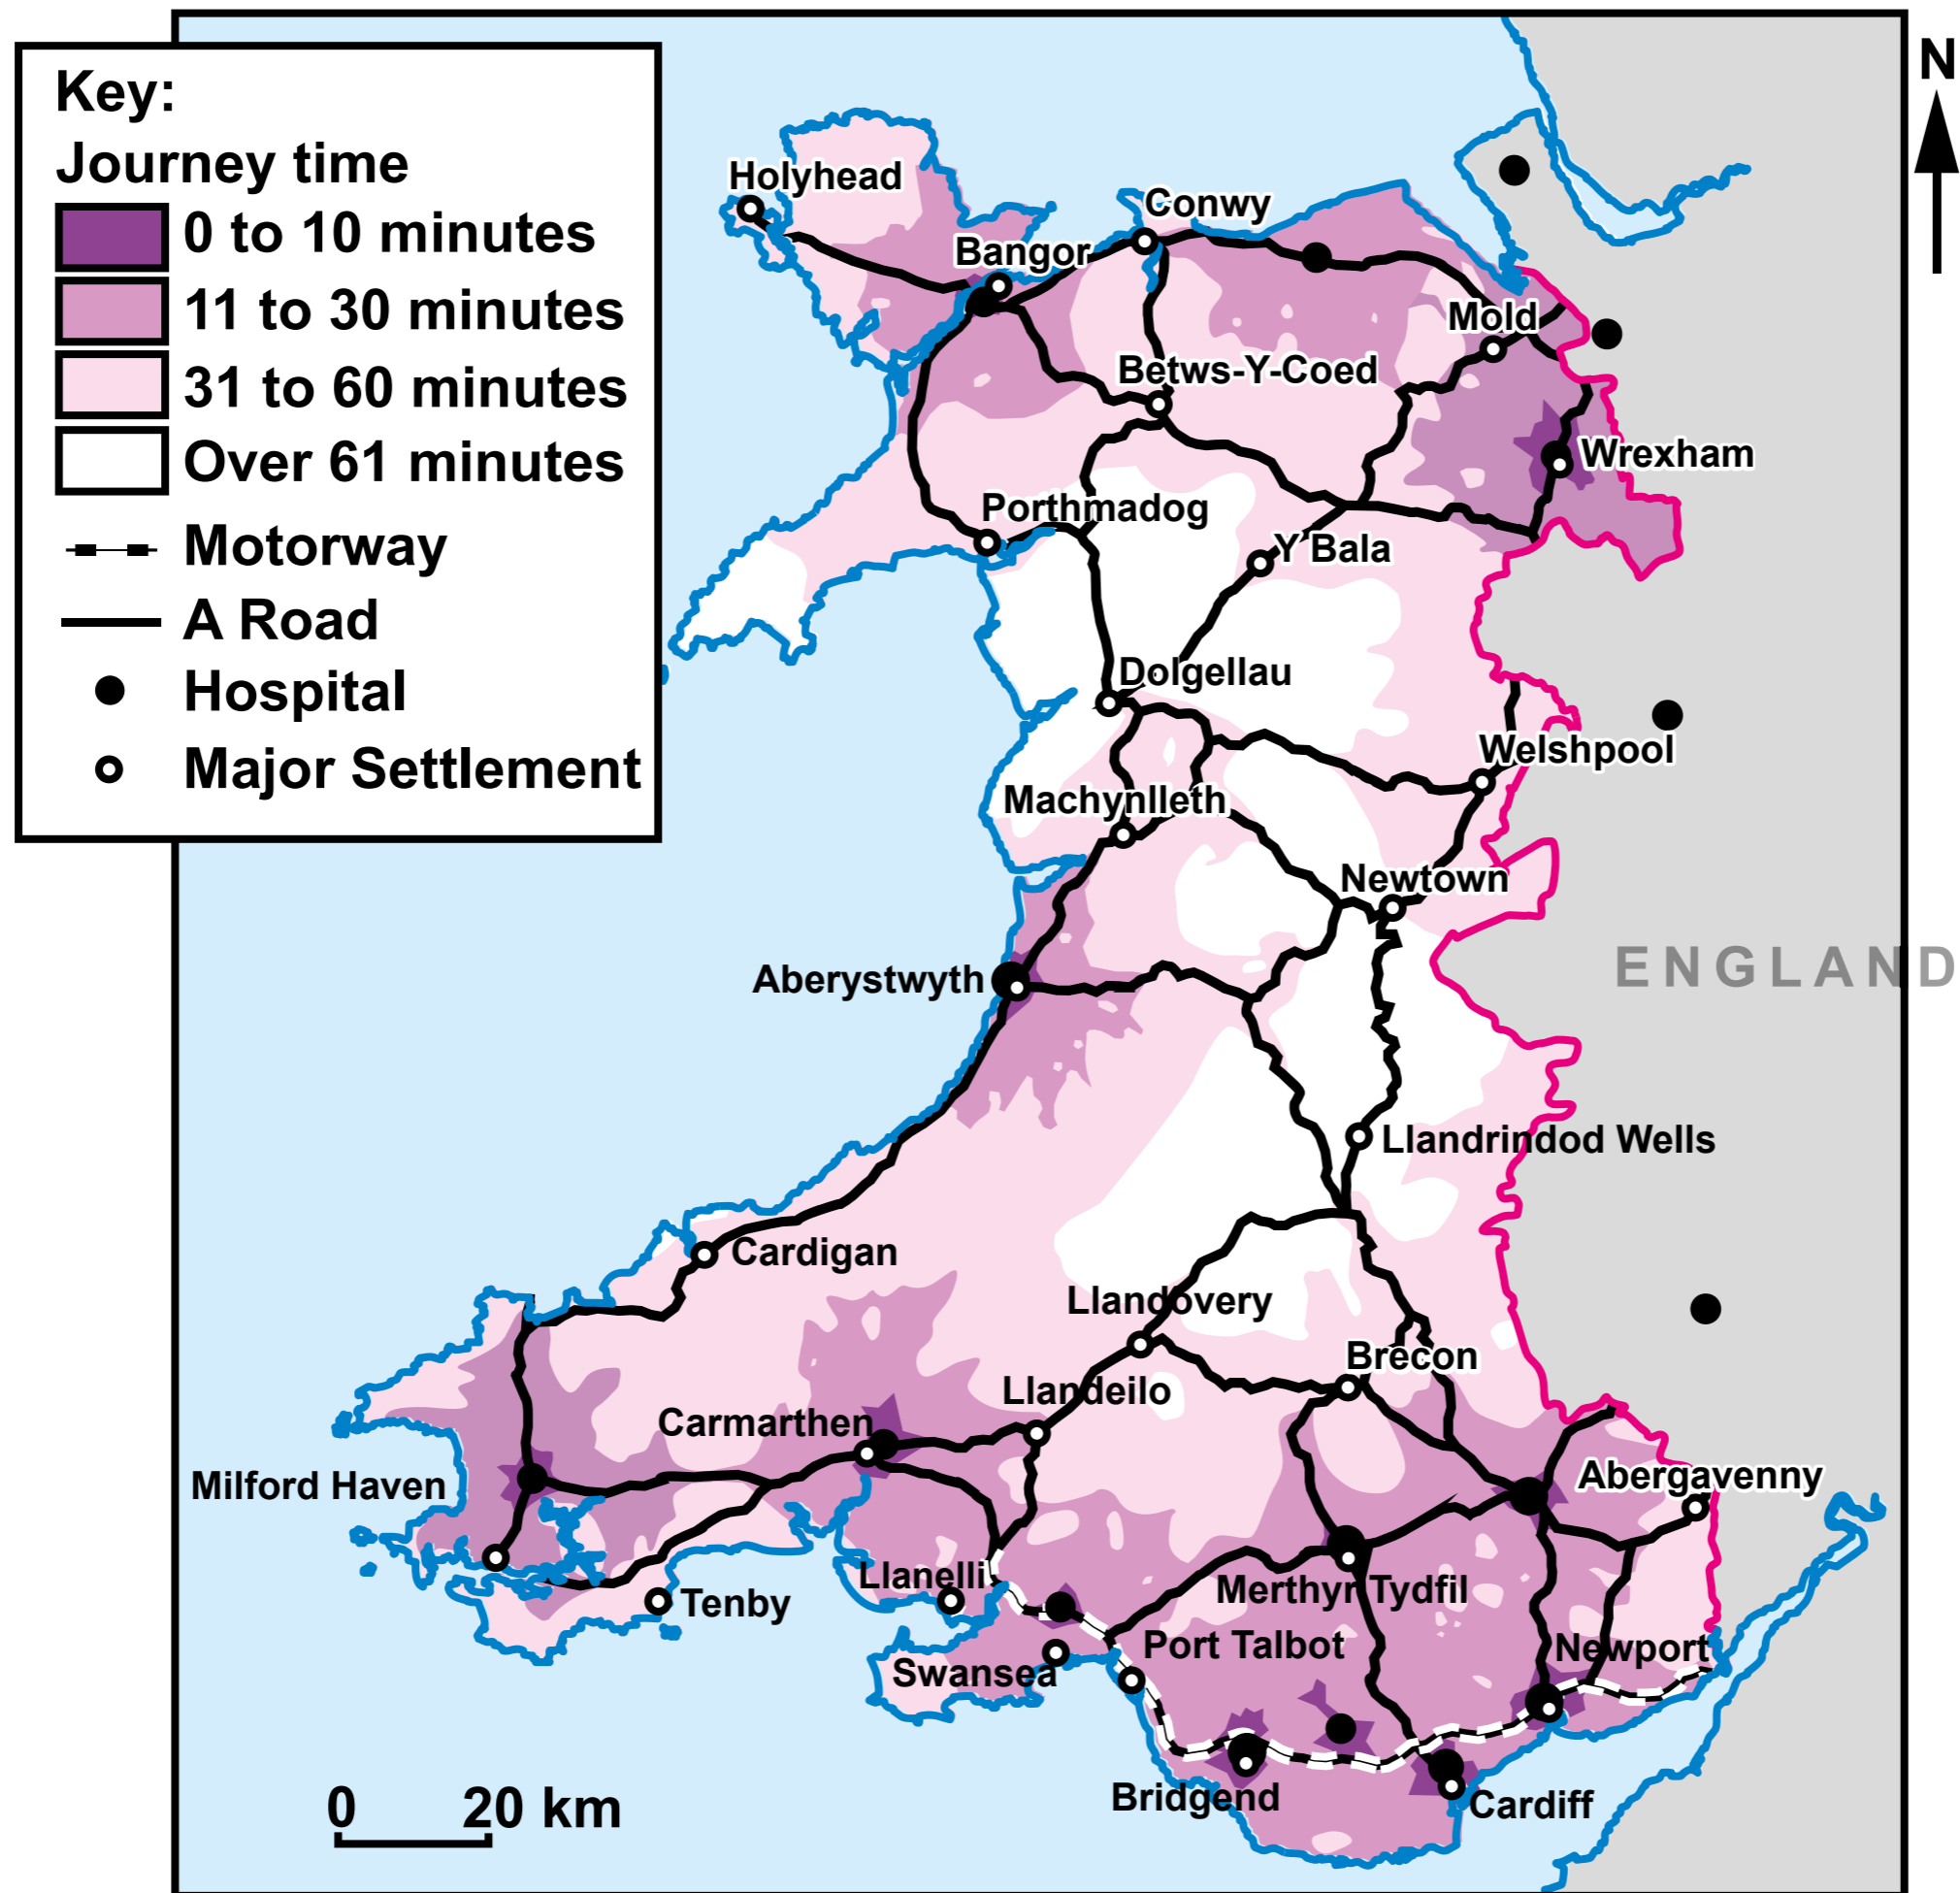 Key:
Journey time
0 to 10 minutes
11 to 30 minutes
31 to 60 minutes
Over 61 minutes
Motorway
A Road
Hospital
Major Settlement
N
Holyhead
Conwy
Bangor
Mold
Betws-Y-Coed
Wrexham
Porthmadog
Y Bala
Dolgellau
Welshpool
Machynlleth
Newtown
ENGLAND
Aberystwyth
Llandrindod Wells
Cardigan
Llandovery
Brecon
Llandeilo
Carmarthen
Abergavenny
Milford Haven
Llanelli
Merthyr Tydfil
Tenby
Port Talbot
Newport
Swansea
Bridgend
Cardiff
0 20 km